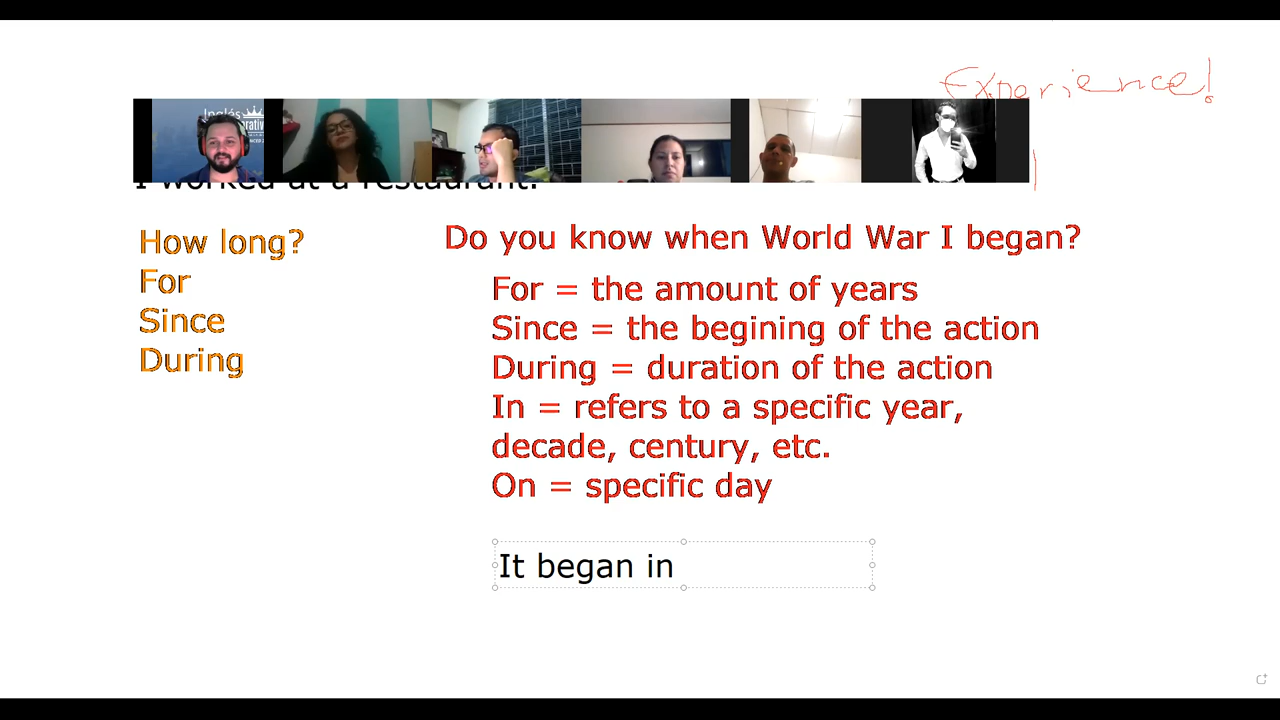 Experience!
Inglés
I worked at a restaurant.
How long?
For
Since
During
Do you know when World War I began?
For = the amount of years
Since = the begining of the action
During = duration of the action
In = refers to a specific year,
decade, century, etc.
On = specific day
It began in